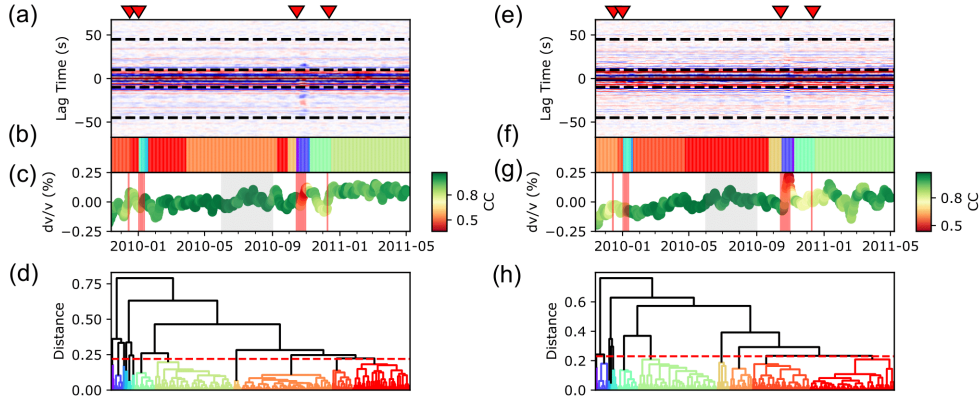 (a)
50
0
−50
Lag Time (s)
(b)
(c)
0.25
0.00
−0.25
dv/v (%)
2010-01
2010-05
2010-09
2011-01
2011-05
0.8
0.5
CC
(d)
0.75
0.50
0.25
0.00
Distance
(e)
50
0
−50
Lag Time (s)
(f)
(g)
0.25
0.00
−0.25
dv/v (%)
2010-01
2010-05
2010-09
2011-01
2011-05
0.8
0.5
CC
(h)
0.6
0.4
0.2
0.0
Distance